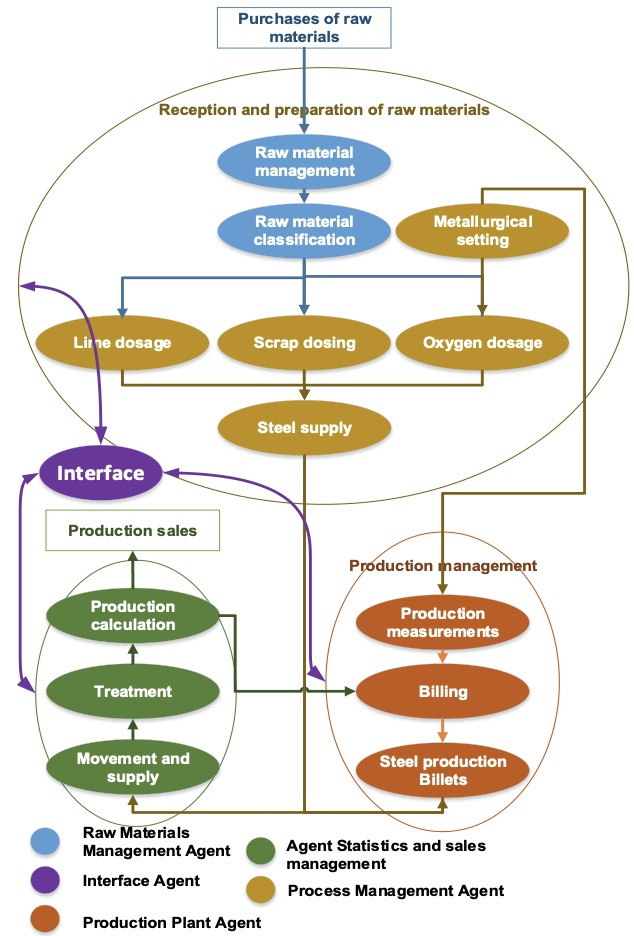 Purchases of raw
materials
Reception and preparation of raw materials
Raw material
management
Raw material
classification
Metallurgical
setting
Lime dosage
Scrap dosing
Oxygen dosage
Steel supply
Interface
Production sales
Production management
Production
calculation
Production
measurements
Treatment
Billing
Movement and
supply
Steel production
Billets
Raw Materials
Management Agent
Agent Statistics and sales
management
Interface Agent
Process Management Agent
Production Plant Agent